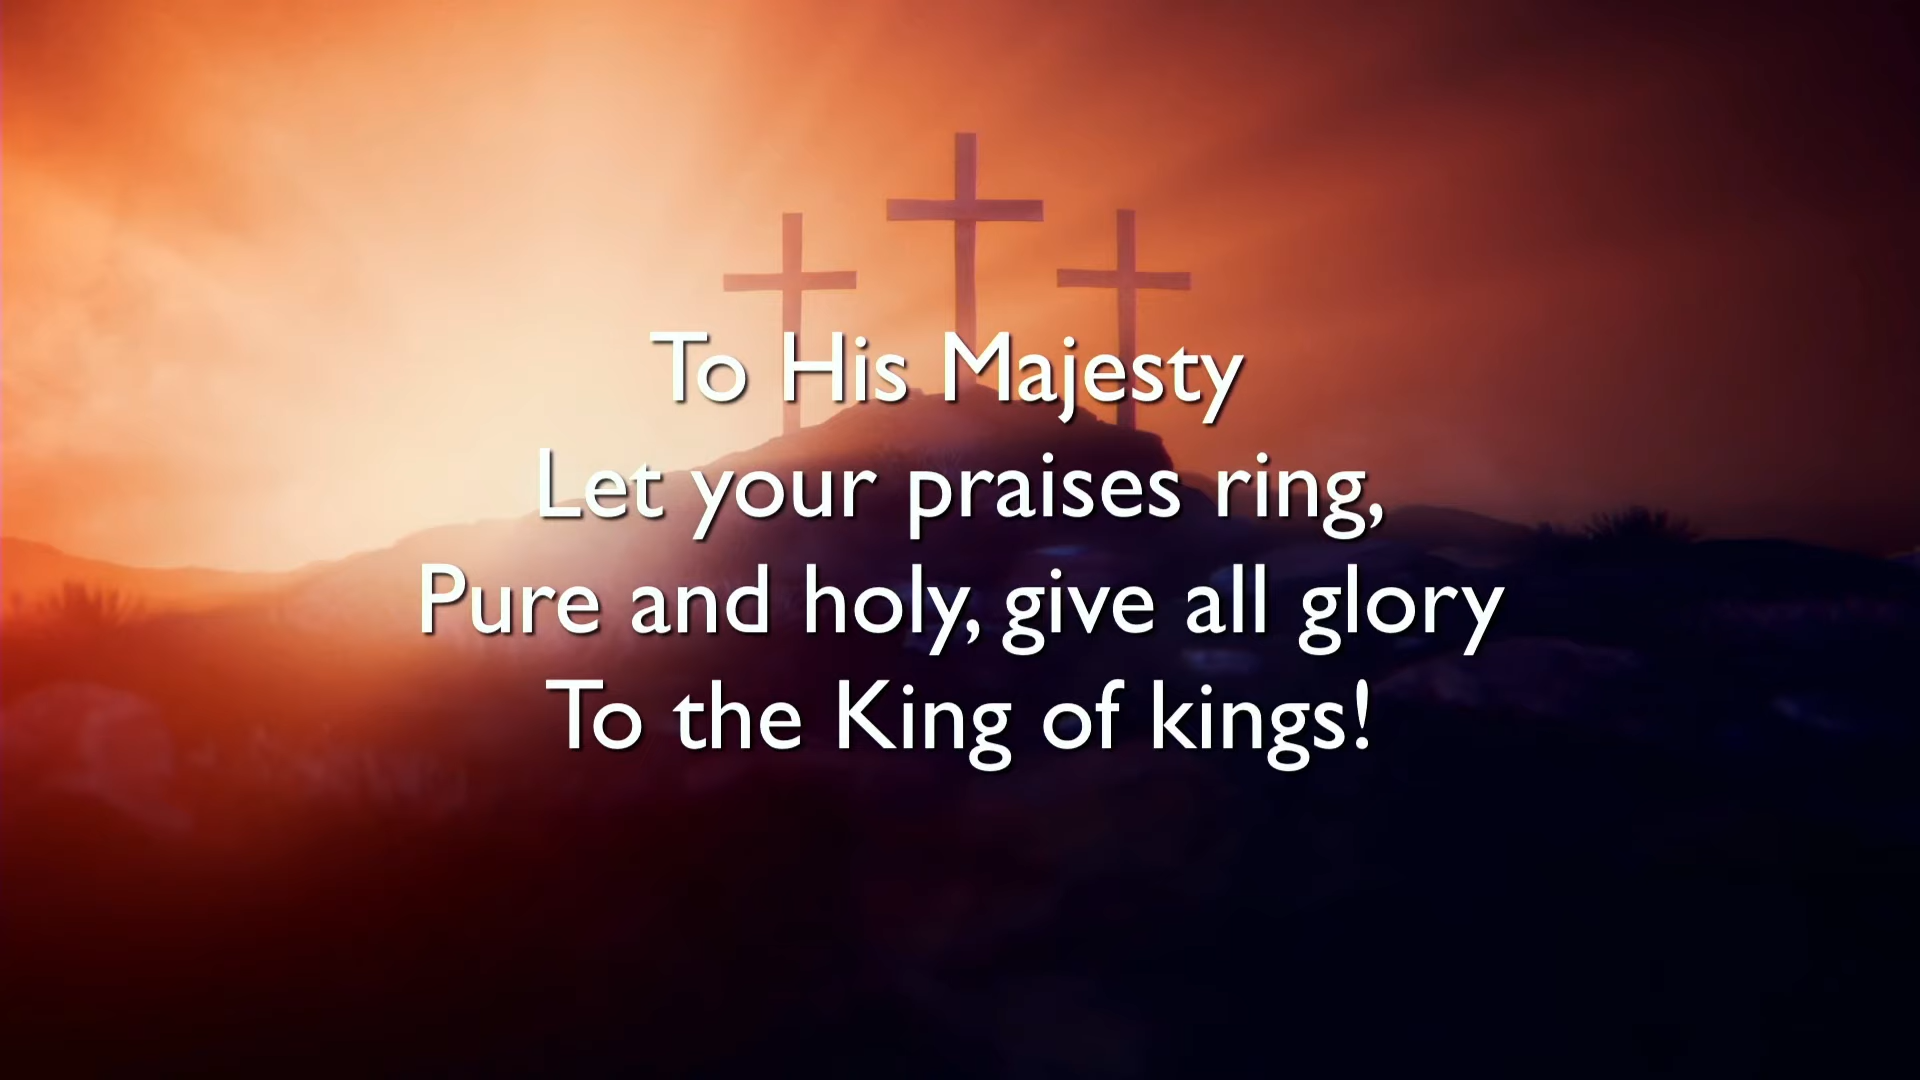 To His Majesty
Let your praises ring,
Pure and holy, give all glory
To the King of kings!